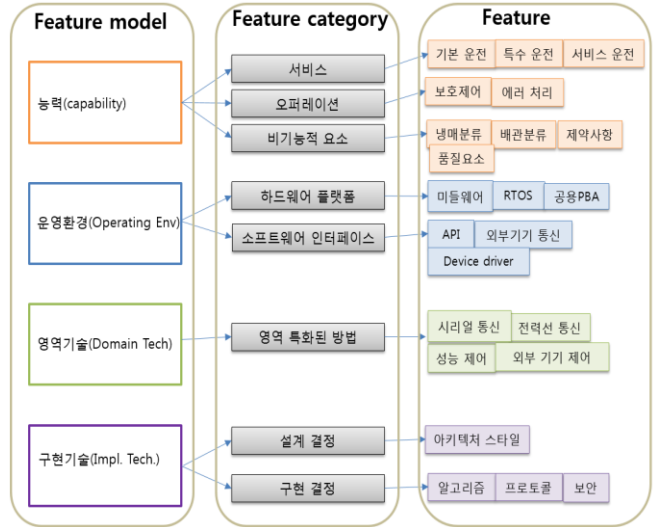 Feature model
Feature category
Feature
능력(capability)
서비스
기본 운전 특수 운전 서비스 운전
오퍼레이션
보호제어 에러 처리
비기능적 요소
냉매분류 배관분류 제약사항
품질요소
운영환경(Operating Env)
하드웨어 플랫폼
미들웨어 RTOS 공용PBA
소프트웨어 인터페이스
API 외부기기 통신
Device driver
영역기술(Domain Tech)
영역 특화된 방법
시리얼 통신 전력선 통신
성능 제어 외부 기기 제어
구현기술(Impl. Tech.)
설계 결정
아키텍처 스타일
구현 결정
알고리즘 프로토콜 보안